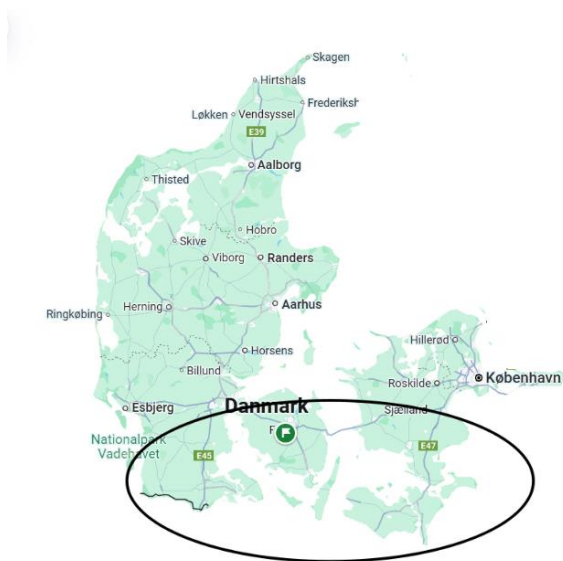 Skagen
Hirtshals
Frederiksh
Løkken
Vendsyssel
E39
Aalborg
Thisted
Hobro
Skive
Viborg
Randers
Herning
Aarhus
Ringkøbing
Hillerød
Horsens
København
Billund
Roskilde
Danmark
Esbjerg
Sjælland
F
Nationalpark
Vadehavet
E47
E45